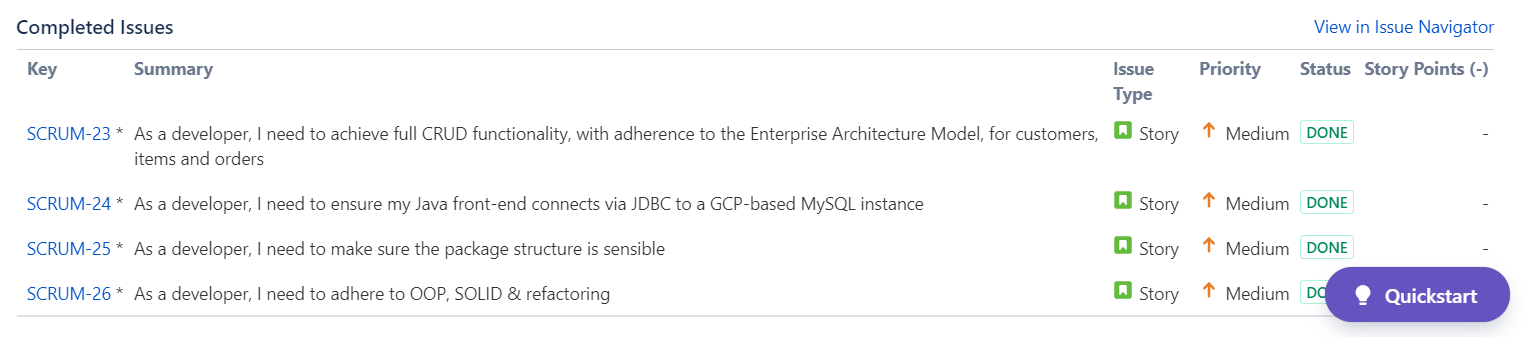 Completed Issues View in Issue Navigator
Key Summary Issue Type Priority Status Story Points (-)
SCRUM-23 * As a developer, I need to achieve full CRUD functionality, with adherence to the Enterprise Architecture Model, for customers, Story Medium DONE -
items and orders
SCRUM-24 * As a developer, I need to ensure my Java front-end connects via JDBC to a GCP-based MySQL instance Story Medium DONE -
SCRUM-25 * As a developer, I need to make sure the package structure is sensible Story Medium DONE -
SCRUM-26 * As a developer, I need to adhere to OOP, SOLID & refactoring Story Medium
Quickstart